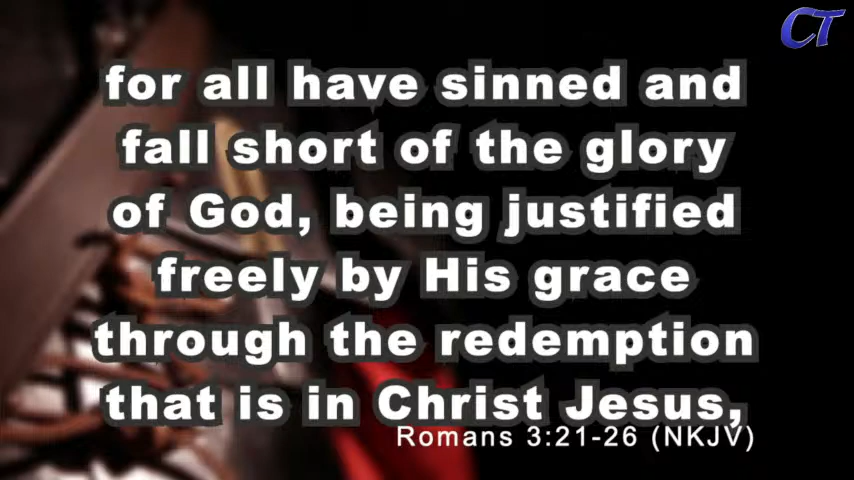 CT
for all have sinned and
fall short of the glory
of God, being justified
freely by His grace
through the redemption
that is in Christ Jesus,
Romans 3:21-26 (NKJV)